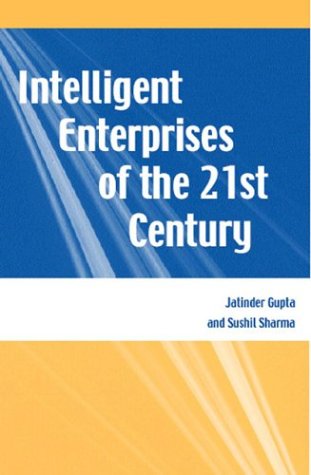 Intelligent
Enterprises
of the 21st
Century
Jatinder Gupta
and Sushil Sharma